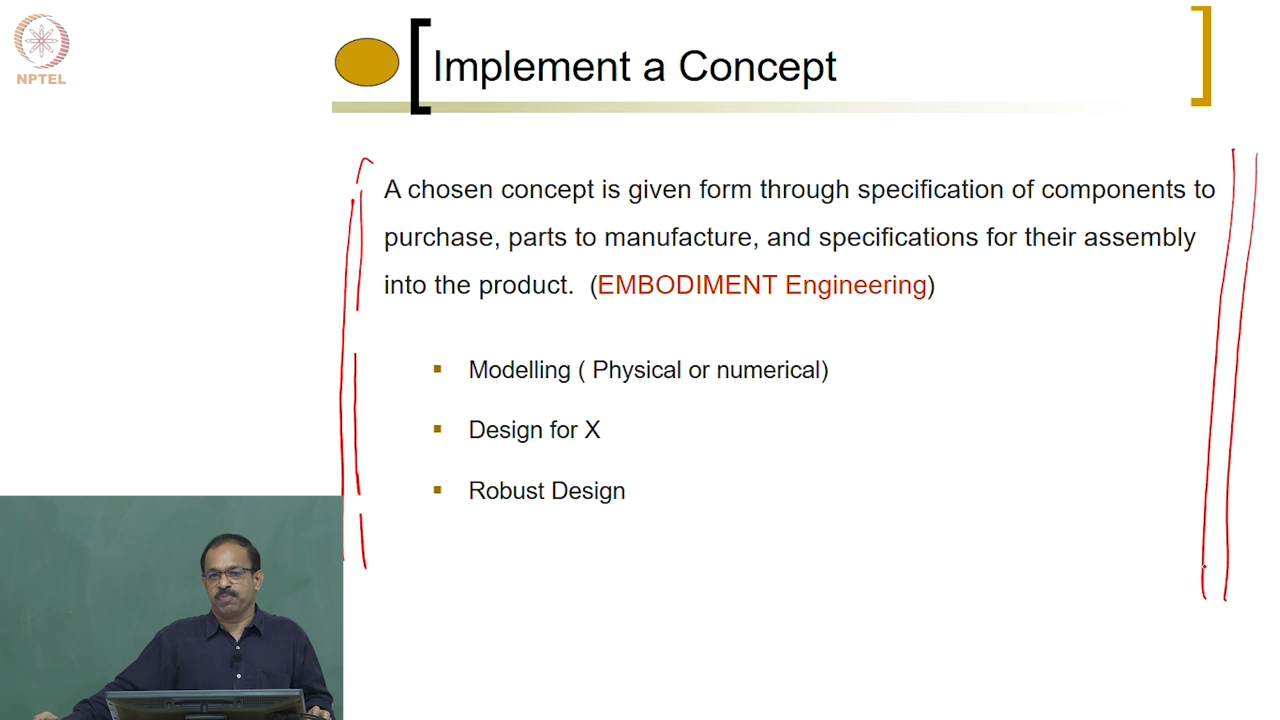 NPTEL
Implement a Concept
A chosen concept is given form through specification of components to
purchase, parts to manufacture, and specifications for their assembly
into the product. (EMBODIMENT Engineering)
Modelling ( Physical or numerical)
Design for X
Robust Design